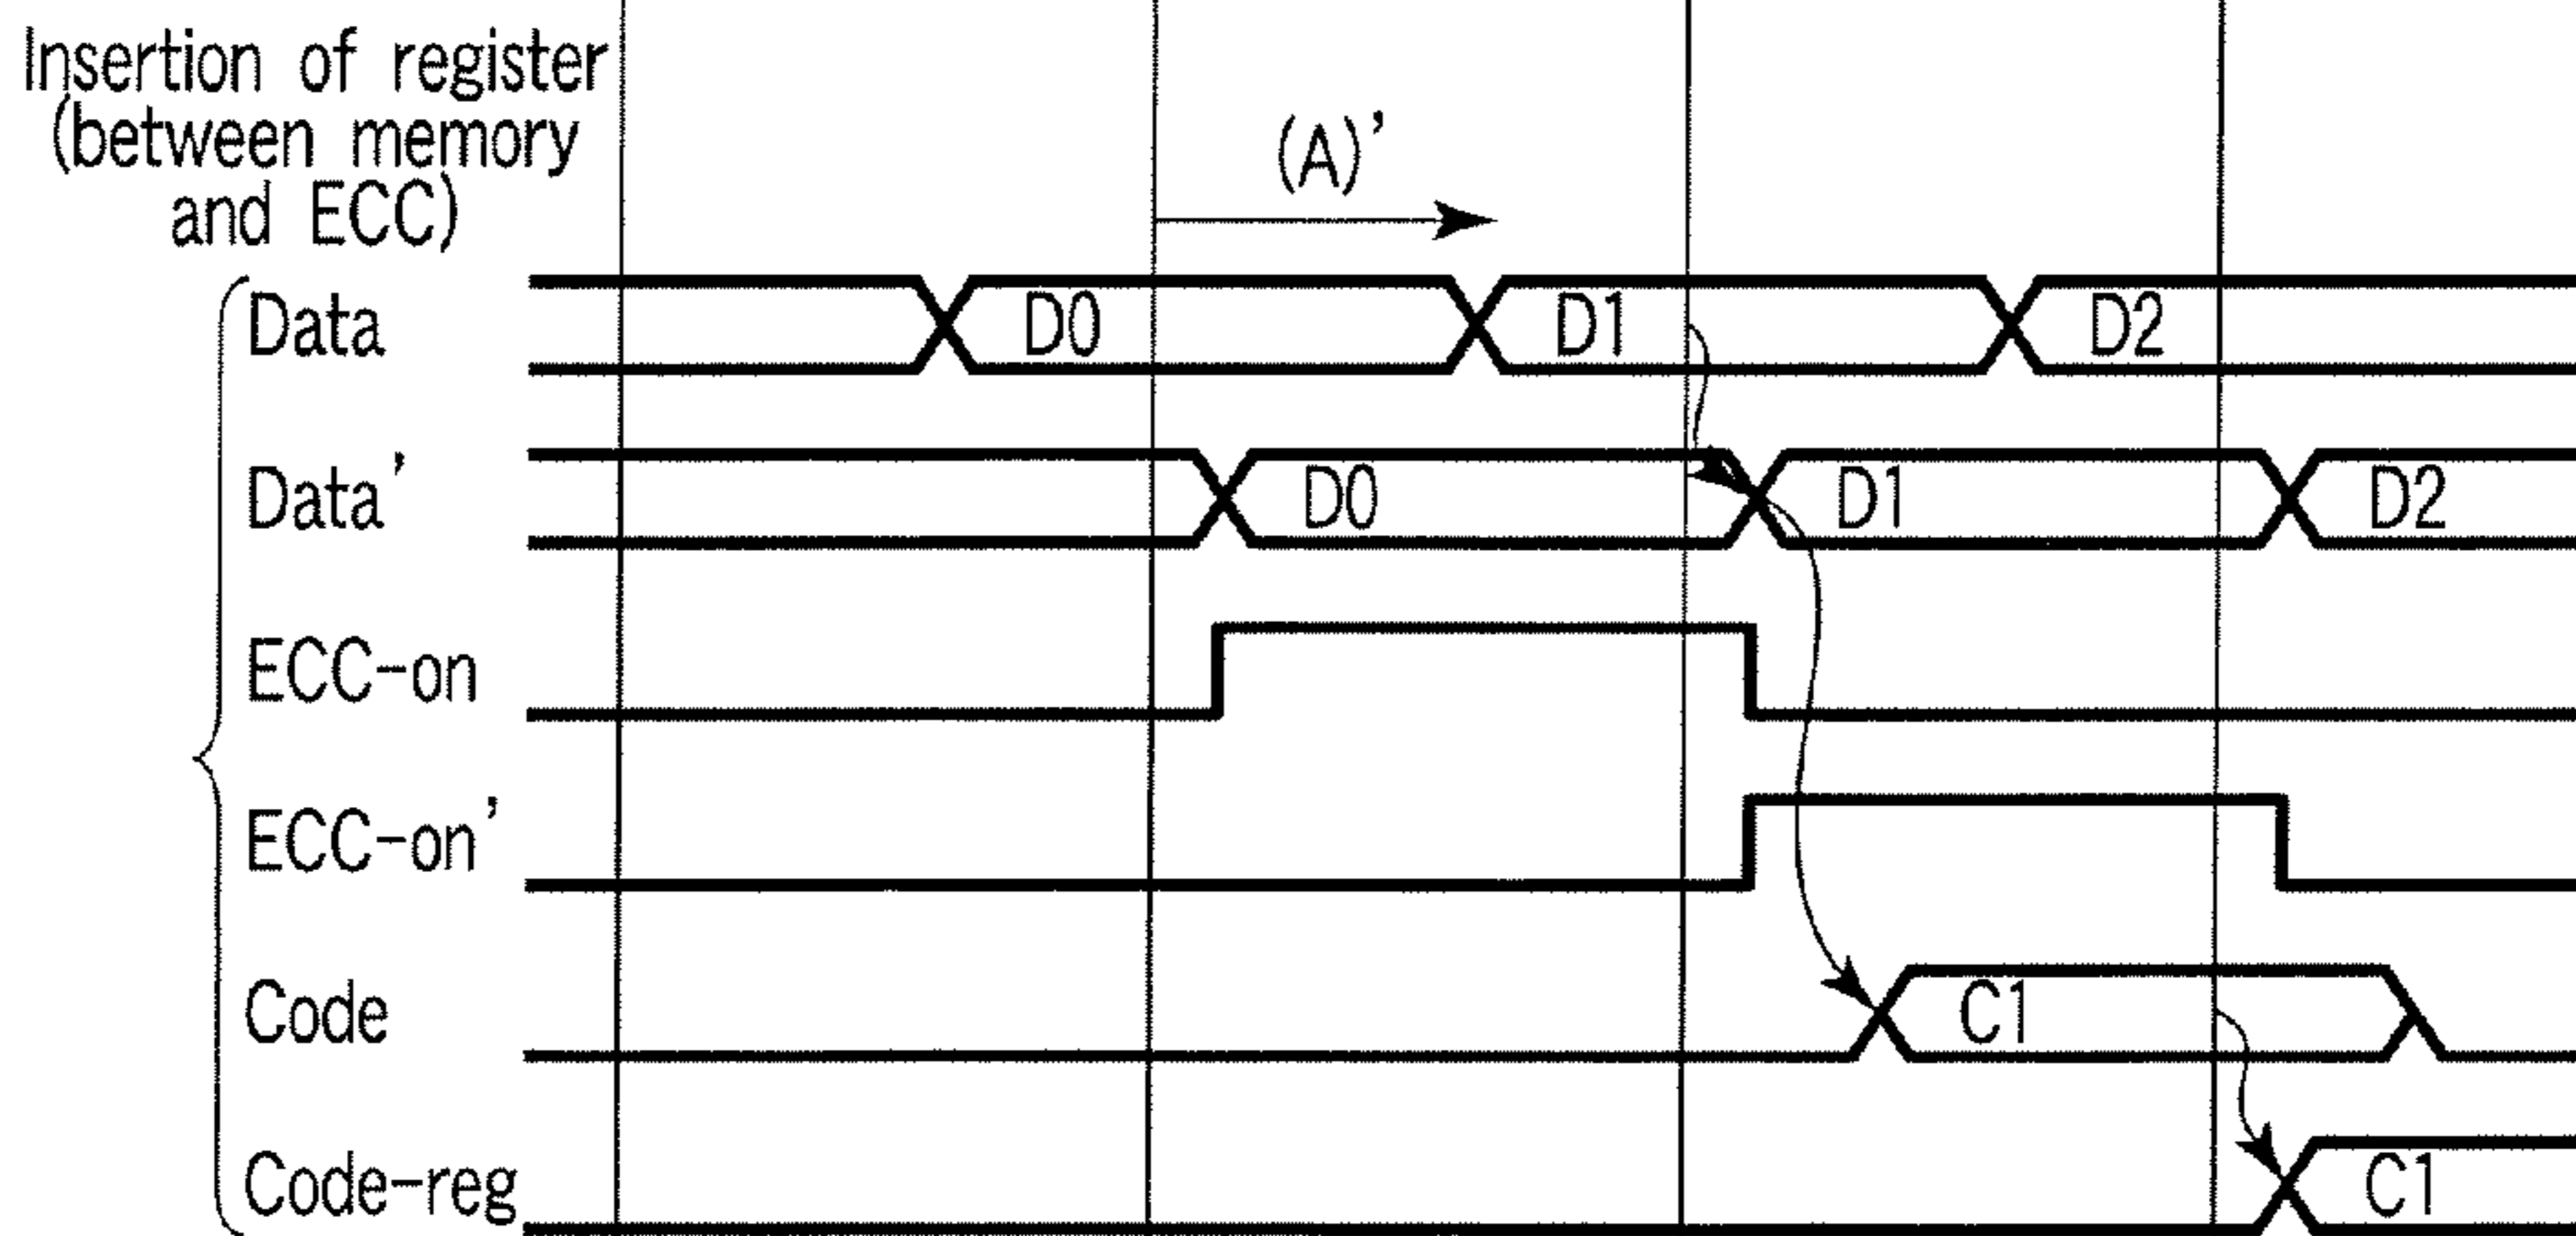 Insertion of register
(between memory
and ECC)
(A)’
Data D0 D1 D2
Data’ D0 D1 D2
ECC-on
ECC-on’
Code C1
Code-reg C1